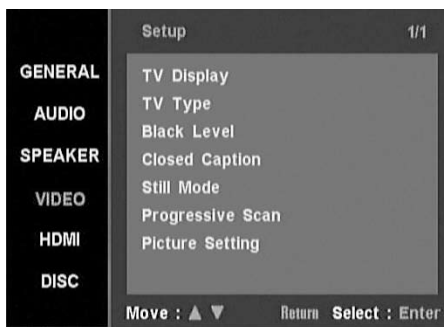 Setup 1/1
GENERAL
AUDIO
SPEAKER
VIDEO
HDMI
DISC
TV Display
TV Type
Black Level
Closed Caption
Still Mode
Progressive Scan
Picture Setting
Move : ▲ ▼ Return Select : Enter